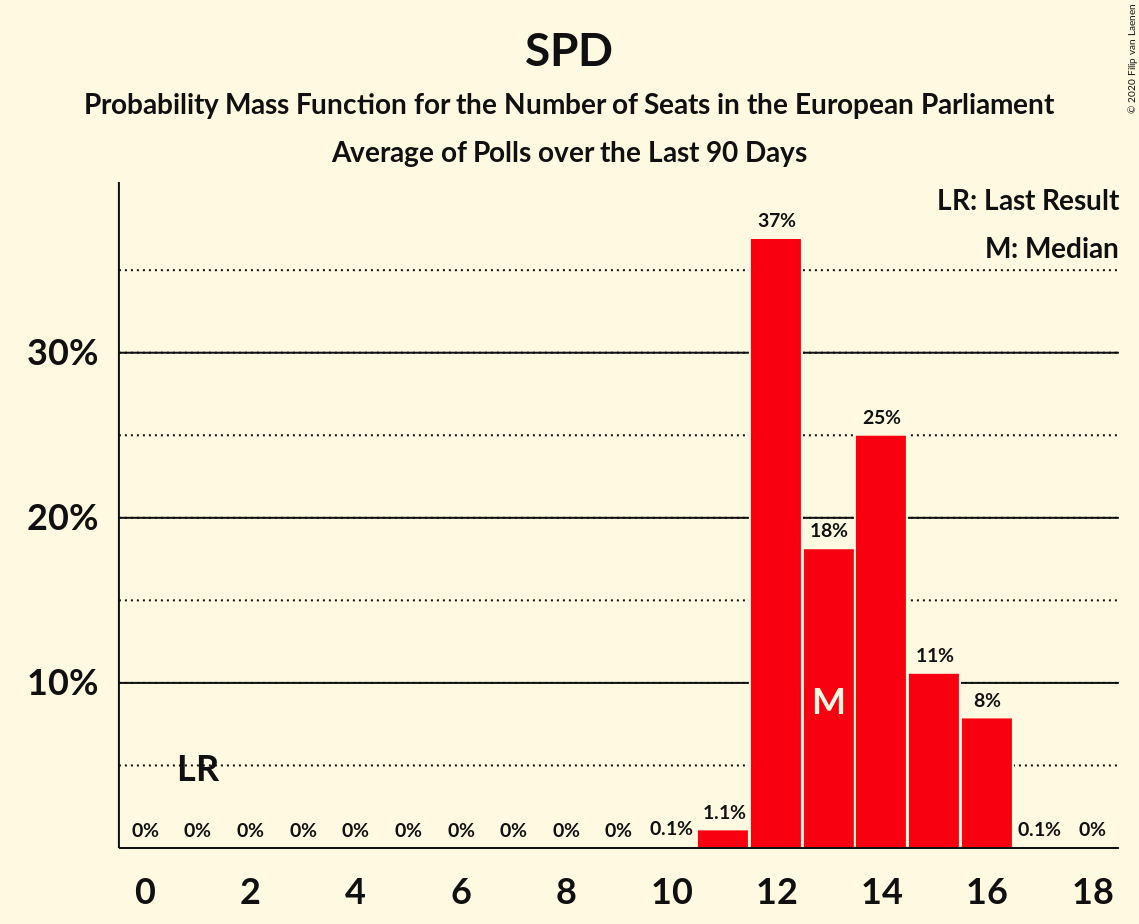 SPD
Probability Mass Function for the Number of Seats in the European Parliament
Average of Polls over the Last 90 Days
© 2020 Filip van Laenen
LR: Last Result
M: Median
37%
30%
25%
20%
18%
11%
10%
8%
M
LR
0% 0% 0% 0% 0% 0% 0% 0% 0% 0% 0.1% 1.1% 0.1% 0%
0 2 4 6 8 10 12 14 16 18